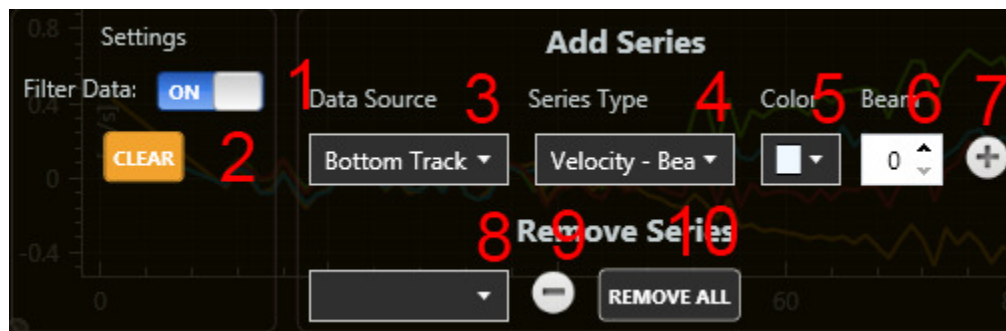 0.8
Settings
Add Series
Filter Data: ON
1
Data Source
3
Series Type
4
Color
5
Beam
6
7
0.4
CLEAR
2
Bottom Track
Velocity - Bea
0
0
Remove Series
8
9
10
-0.4
REMOVE ALL
0
60